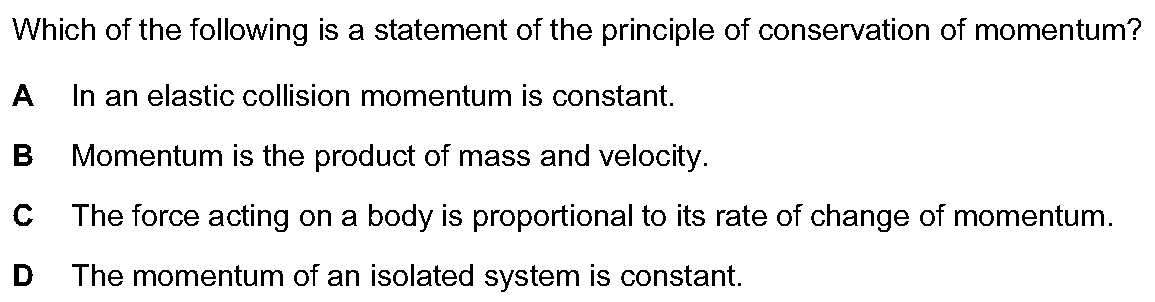 Which of the following is a statement of the principle of conservation of momentum?
A In an elastic collision momentum is constant.
B Momentum is the product of mass and velocity.
C The force acting on a body is proportional to its rate of change of momentum.
D The momentum of an isolated system is constant.